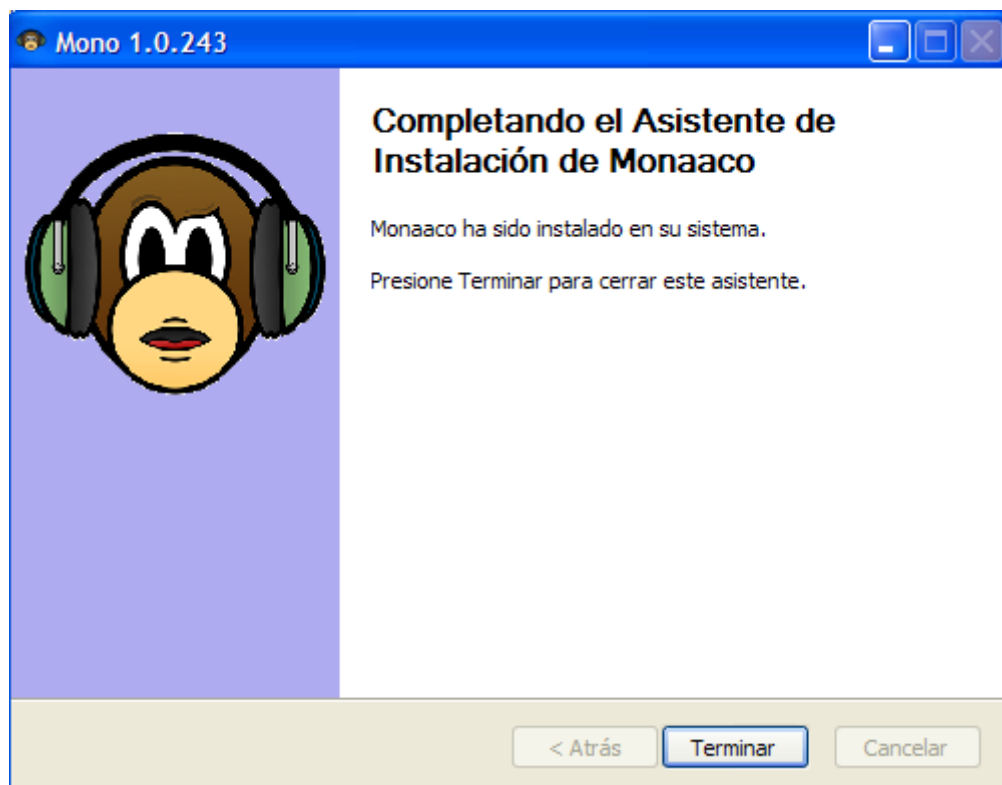 Mono 1.0.243
Completando el Asistente de
Instalación de Monaaco
Monaaco ha sido instalado en su sistema.
Presione Terminar para cerrar este asistente.
< Atrás
Terminar
Cancelar